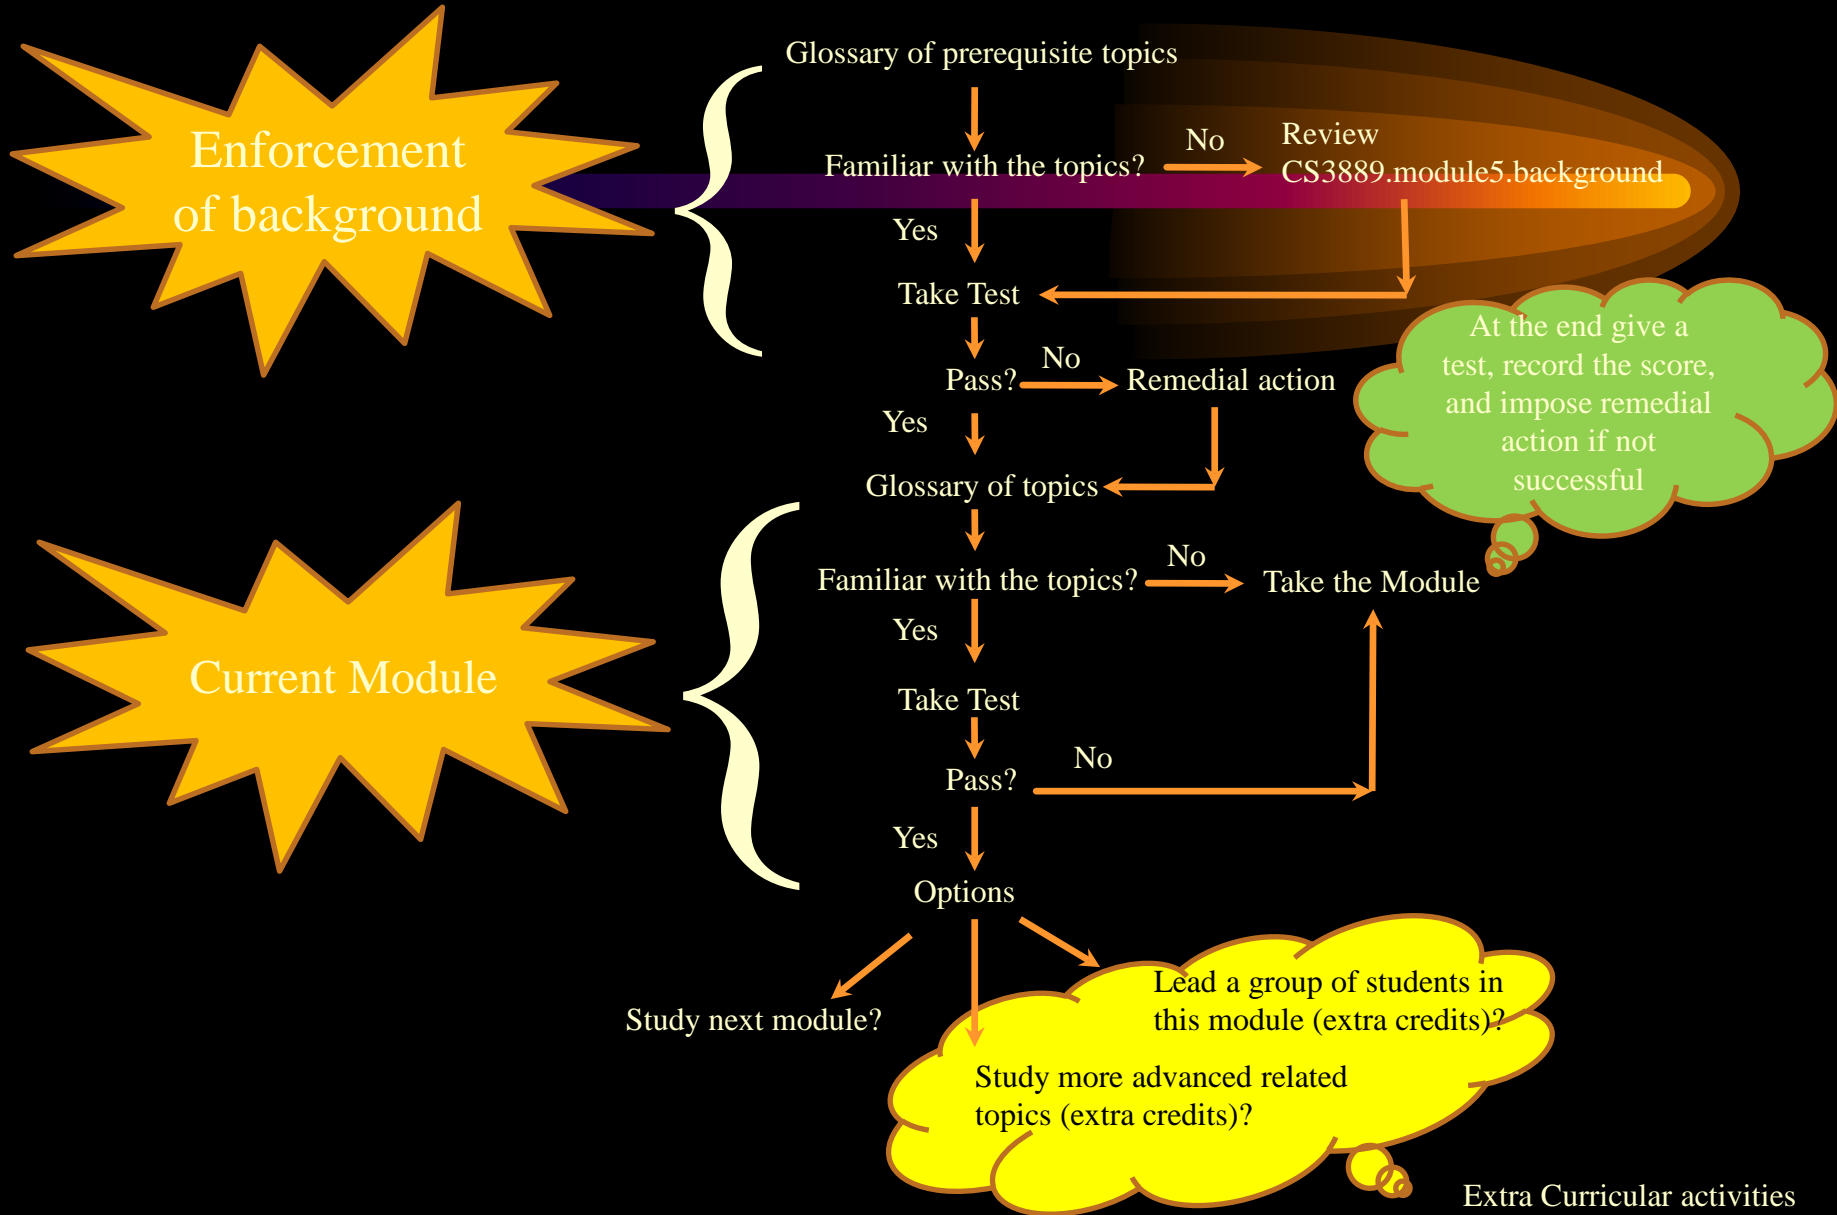 Glossary of prerequisite topics
Enforcement
of background
Familiar with the topics?
No
Review
CS3889.module5.background
Yes
Take Test
Pass?
No
Remedial action
Yes
At the end give a
test, record the score,
and impose remedial
action if not
successful
Glossary of topics
Current Module
Familiar with the topics?
No
Take the Module
Yes
Take Test
Pass?
No
Yes
Options
Study next module?
Lead a group of students in
this module (extra credits)?
Study more advanced related
topics (extra credits)?
Extra Curricular activities